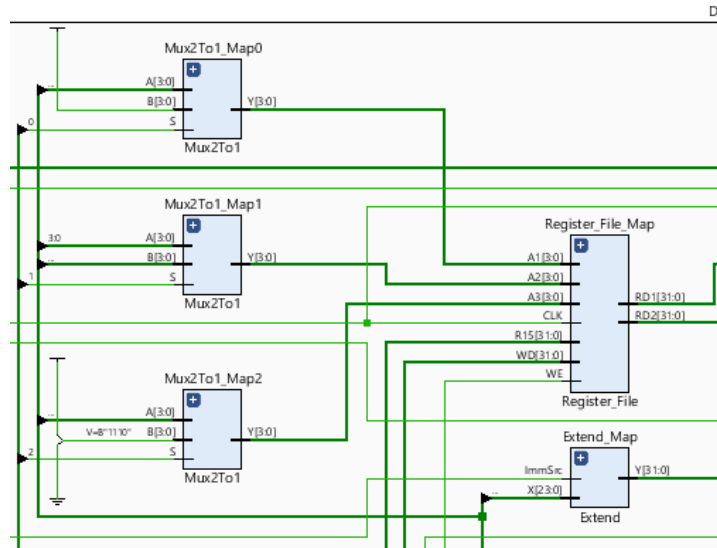 D
Mux2To1_Map0
A[3:0]
B[3:0]
S
Y[3:0]
Mux2To1
...
0
Mux2To1_Map1
3:0
A[3:0]
...
B[3:0]
1
S
Y[3:0]
Mux2To1
Mux2To1_Map2
...
A[3:0]
V=B"1110"
B[3:0]
2
S
Y[3:0]
Mux2To1
Register_File_Map
A1[3:0]
A2[3:0]
A3[3:0]
CLK
R15[31:0]
WD[31:0]
WE
RD1[31:0]
RD2[31:0]
Register_File
Extend_Map
ImmSrc
...
X[23:0]
Y[31:0]
Extend